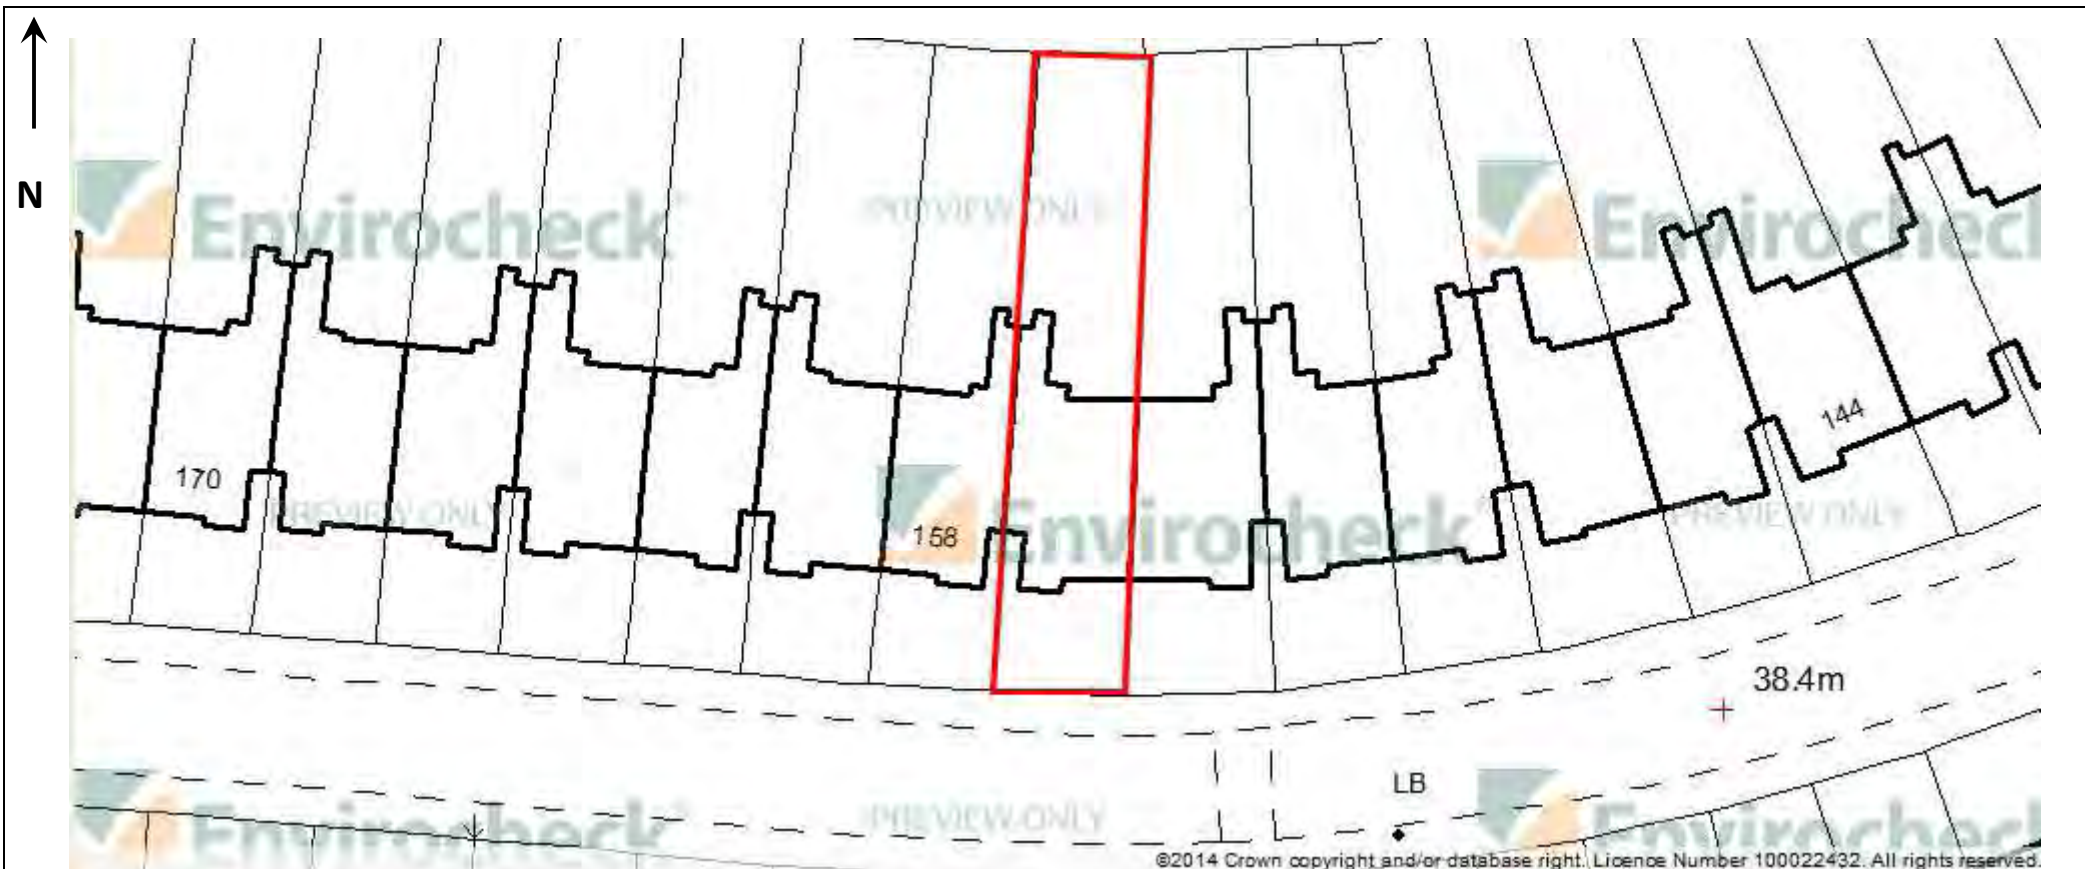 N
Envirocheck
PREVIEW ONLY
Envirocheck
170
PREVIEW ONLY
158
Envirocheck
144
PREVIEW ONLY
38.4m
LB
Envirocheck
PREVIEW ONLY
Envirocheck
©2014 Crown copyright and/or database right. Licence Number 100022432. All rights reserved.